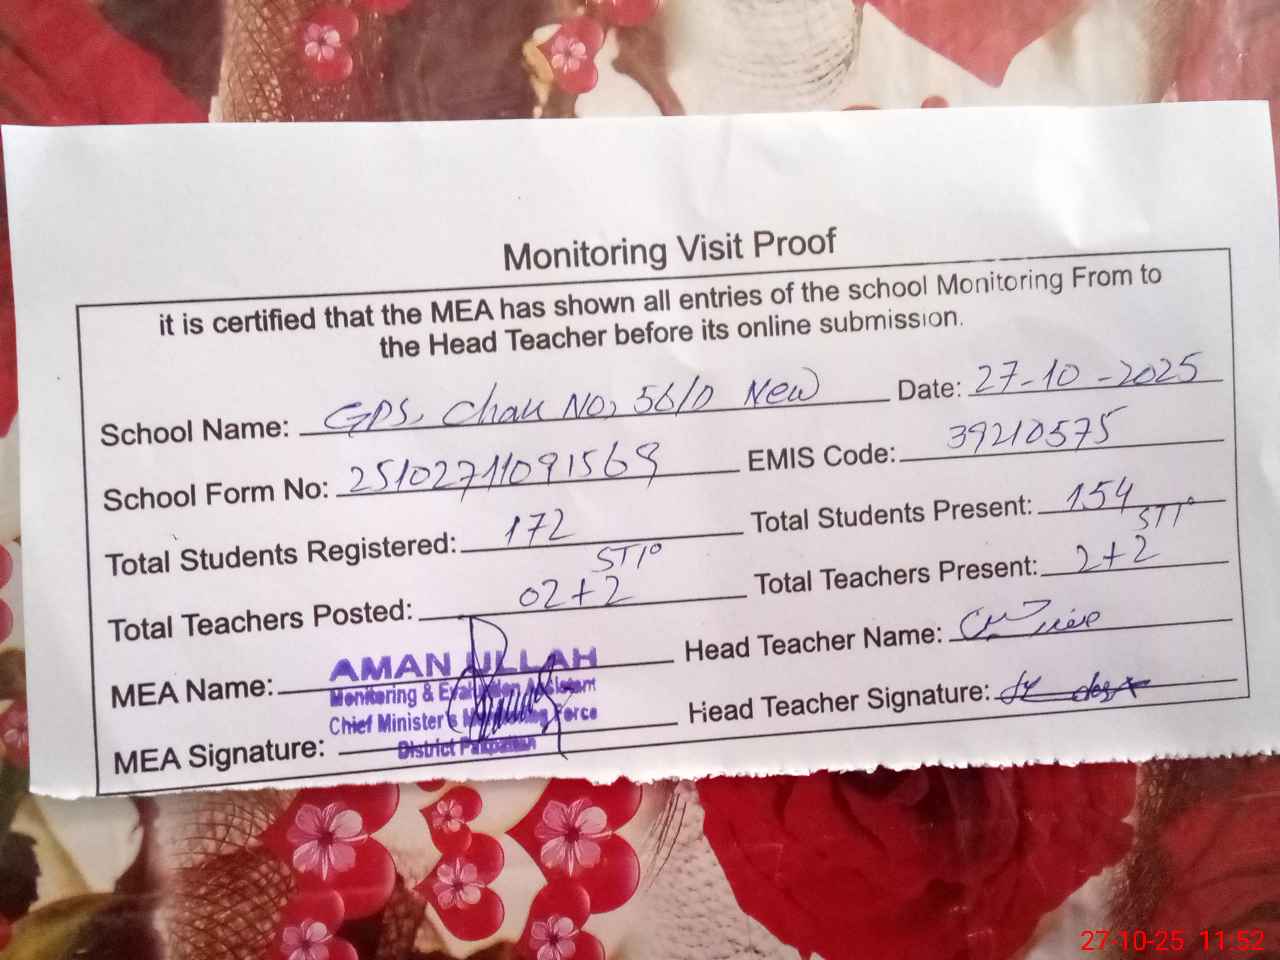 Monitoring Visit Proof
it is certified that the MEA has shown all entries of the school Monitoring From to
the Head Teacher before its online submission.
School Name: GPS, Chak NO, 56/D New Date: 27-10-2025
School Form No: 2510271109156 EMIS Code: 39210575
Total Students Registered: 172 Total Students Present: 154
STI STI
Total Teachers Posted: 02+2 Total Teachers Present: 2+2
MEA Name: AMAN ULLAH Head Teacher Name:
Monitoring & Evaluation Assistant
Chief Minister's Monitoring Force
MEA Signature: Head Teacher Signature:
District Pakpattan
27-10-25 11:52